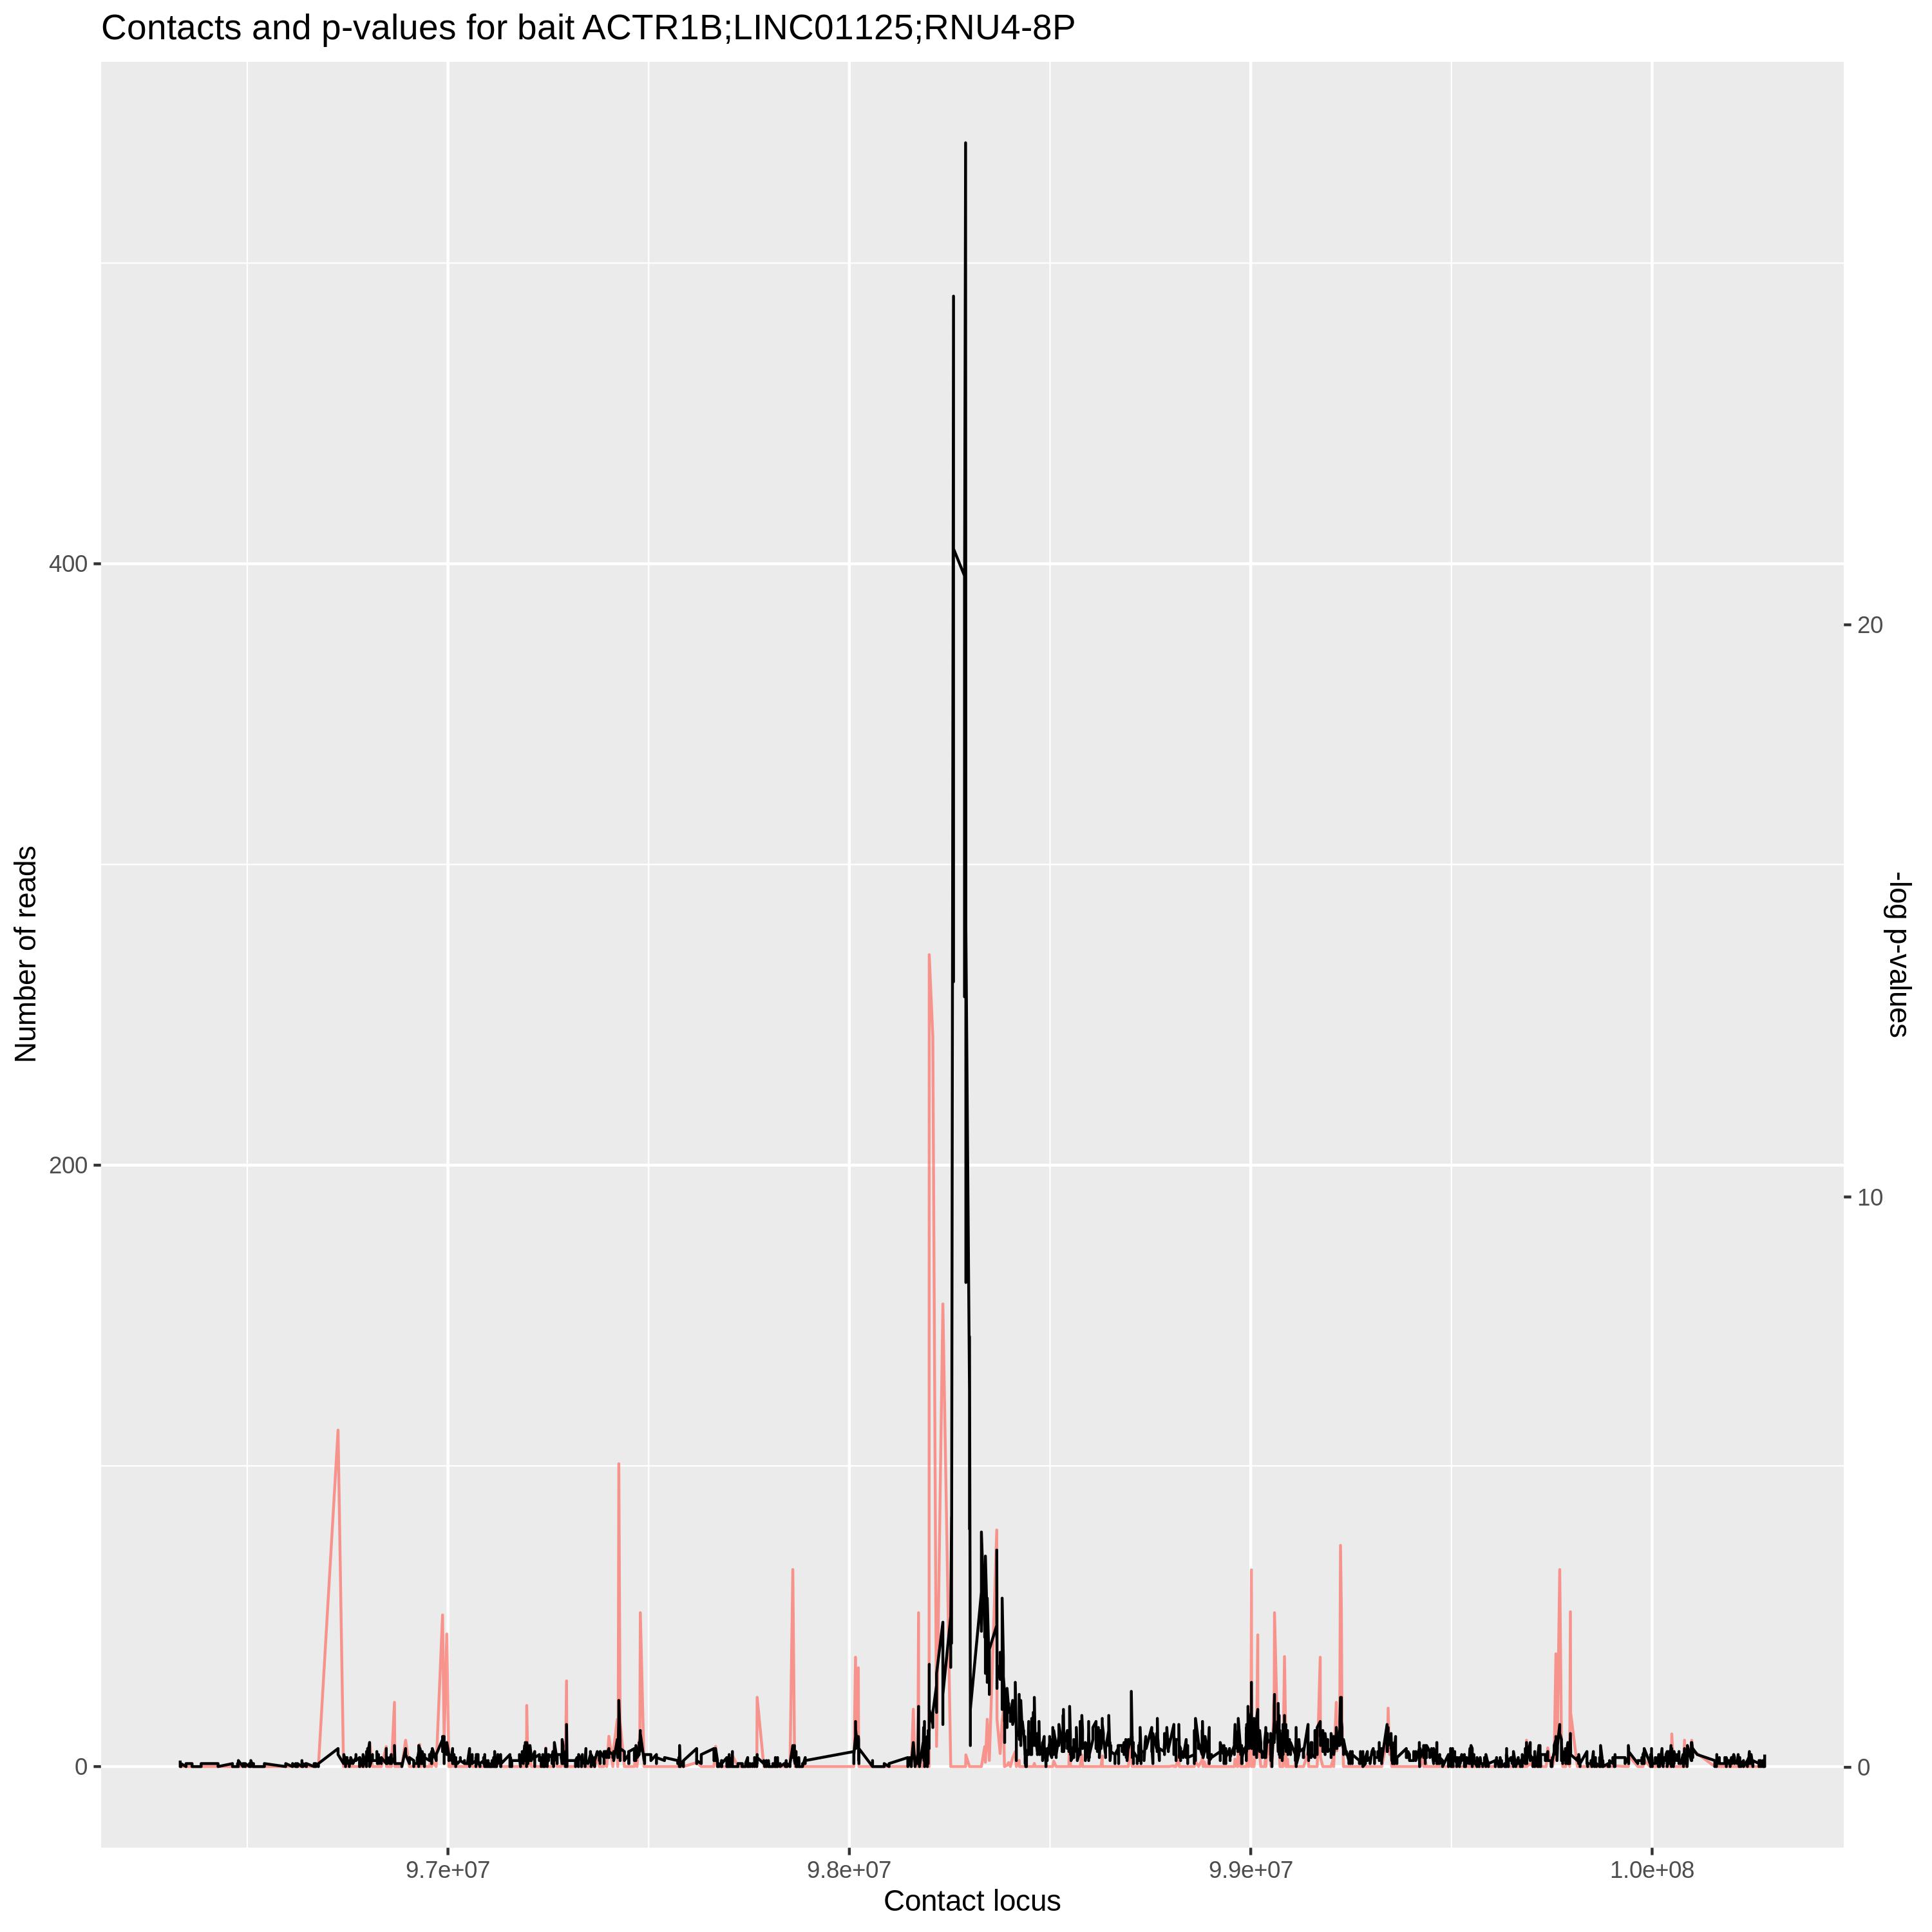 Contacts and p-values for bait ACTR1B;LINC01125;RNU4-8P
Number of reads
400
200
0
20
10
0
-log p-values
9.7e+07
9.8e+07
9.9e+07
1.0e+08
Contact locus